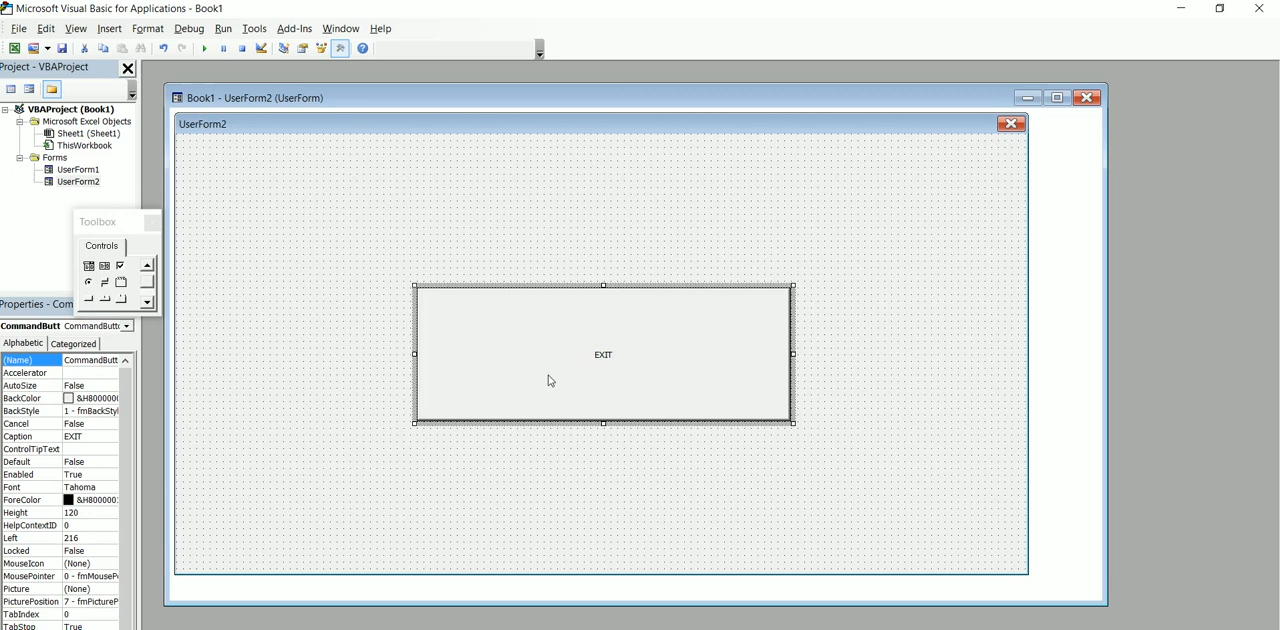 Microsoft Visual Basic for Applications - Book1
File Edit View Insert Format Debug Run Tools Add-Ins Window Help
Project - VBAProject
VBAProject (Book1)
Microsoft Excel Objects
Sheet1 (Sheet1)
ThisWorkbook
Forms
UserForm1
UserForm2
Toolbox
Controls
Properties - Com
CommandButt CommandButt
Alphabetic Categorized
(Name) CommandButt
Accelerator
AutoSize False
BackColor &H8000000
BackStyle 1 - fmBackSty
Cancel False
Caption EXIT
ControlTipText
Default False
Enabled True
Font Tahoma
ForeColor &H800000
Height 120
HelpContextID 0
Left 216
Locked False
MouseIcon (None)
MousePointer 0 - fmMouseP
Picture (None)
PicturePosition 7 - fmPictureP
TabIndex 0
TabStop True
Book1 - UserForm2 (UserForm)
UserForm2
EXIT